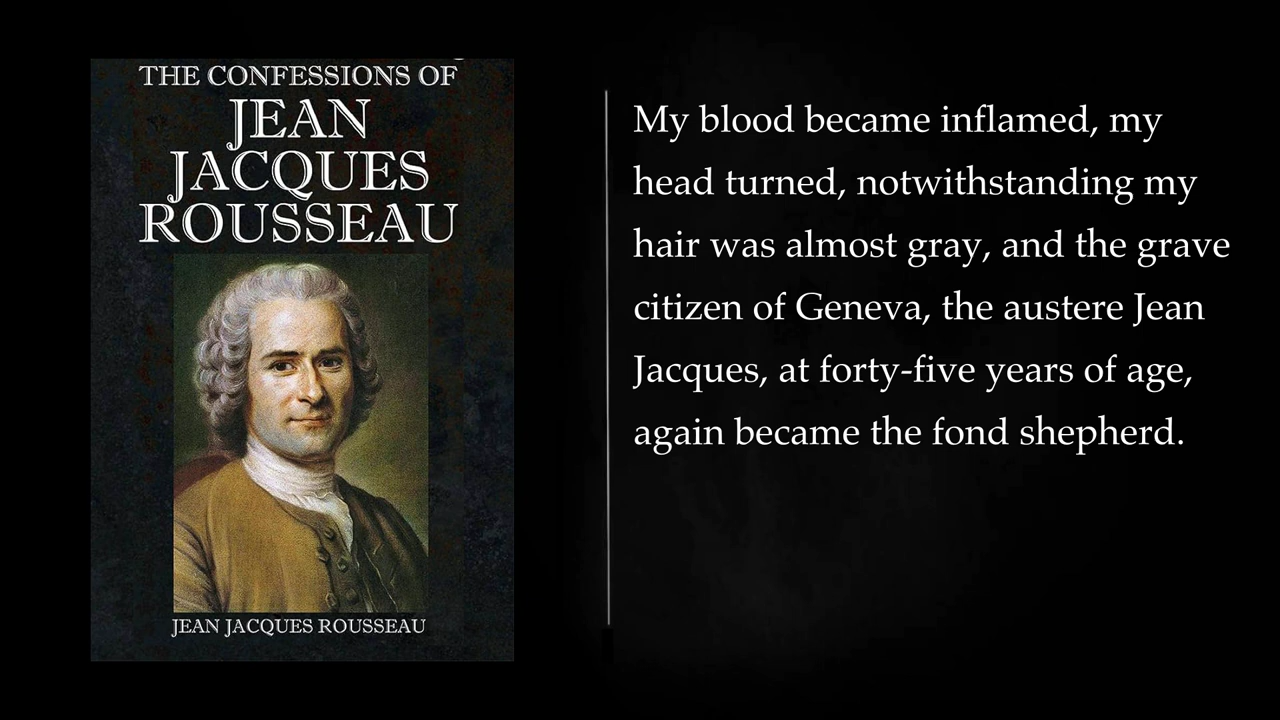 THE CONFESSIONS OF
JEAN
JACQUES
ROUSSEAU
JEAN JACQUES ROUSSEAU
My blood became inflamed, my
head turned, notwithstanding my
hair was almost gray, and the grave
citizen of Geneva, the austere Jean
Jacques, at forty-five years of age,
again became the fond shepherd.